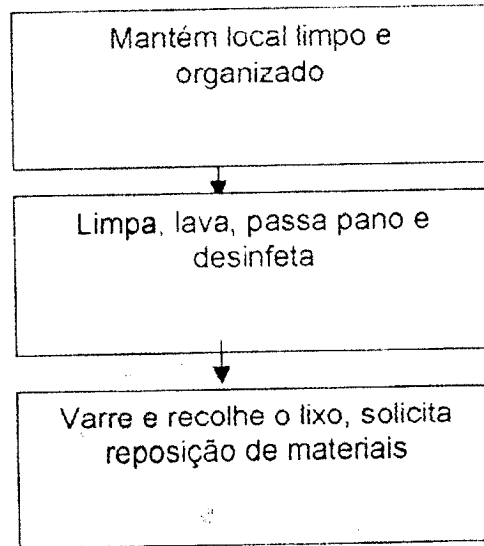 Mantém local limpo e
organizado
Limpa, lava, passa pano e
desinfeta
Varre e recolhe o lixo, solicita
reposição de materiais